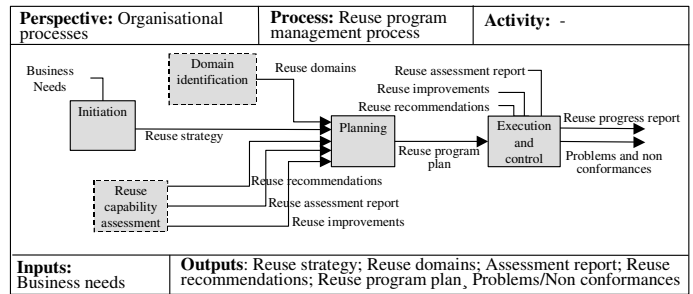 Perspective: Organisational processes
Process: Reuse program management process
Activity: -
Business
Needs
Domain
identification
Reuse domains
Reuse assessment report
Reuse improvements
Reuse recommendations
Initiation
Reuse strategy
Planning
Execution
and
control
Reuse progress report
Reuse program
plan
Problems and non
conformances
Reuse
capability
assessment
Reuse recommendations
Reuse assessment report
Reuse improvements
Inputs:
Business needs
Outputs: Reuse strategy; Reuse domains; Assessment report; Reuse
recommendations; Reuse program plan¸ Problems/Non conformances